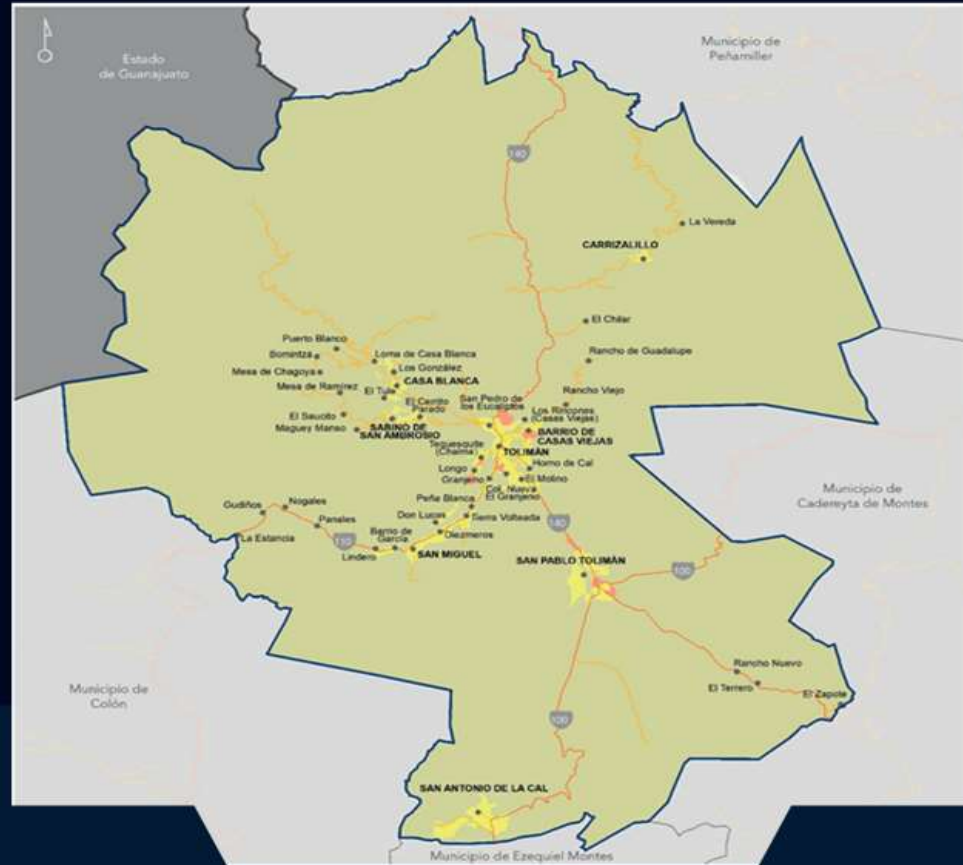 Estado
de Guanajuato
Municipio de
Peñamiller
140
La Vereda
CARRIZALILLO
El Chilar
Puerto Blanco
Bomintza
Loma de Casa Blanca
Rancho de Guadalupe
Mesa de Chagoya
Los González
CASA BLANCA
Mesa de Ramírez
El Tule
Rancho Viejo
El Cerrito
Parado
San Pedro de
los Eucaliptos
El Saucito
Los Rincones
(Casas Viejas)
Maguey Manso
SABINO DE
SAN AMBROSIO
BARRIO DE
CASAS VIEJAS
Tequesquite
(Chalma)
TOLIMÁN
Longo
Horno de Cal
Granjeno
El Molino
Col. Nueva
El Granjeno
Peña Blanca
Gudiños
Nogales
Don Lucas
Tierra Volteada
Panales
Diezmeros
La Estancia
110
Barrio de
García
Lindero
SAN MIGUEL
140
Municipio de
Cadereyta de Montes
SAN PABLO TOLIMÁN
100
Rancho Nuevo
El Terrero
El Zapote
Municipio de
Colón
100
SAN ANTONIO DE LA CAL
Municipio de Ezequiel Montes